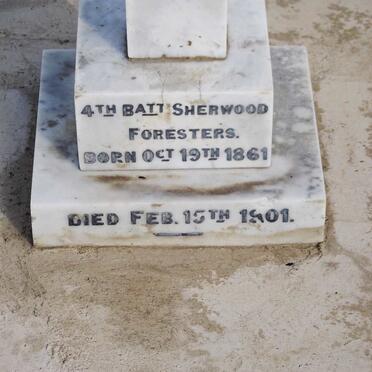 4TH BATT SHERWOOD
FORESTERS.
BORN OCT 19TH 1861
DIED FEB. 15TH 1901.